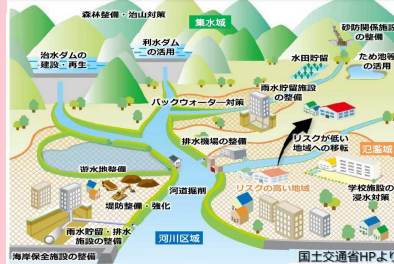 森林整備・治山対策
集水域
砂防関係施設
の整備
治水ダムの
建設・再生
利水ダム
の活用
水田貯留
ため池等
の活用
雨水貯留施設
の整備
バックウォーター対策
排水機場の整備
リスクが低い
地域への移転
氾濫域
遊水地整備
河道掘削
リスクの高い地域
学校施設の
浸水対策
堤防整備・強化
雨水貯留・排水
施設の整備
河川区域
海岸保全施設の整備
国土交通省HPより